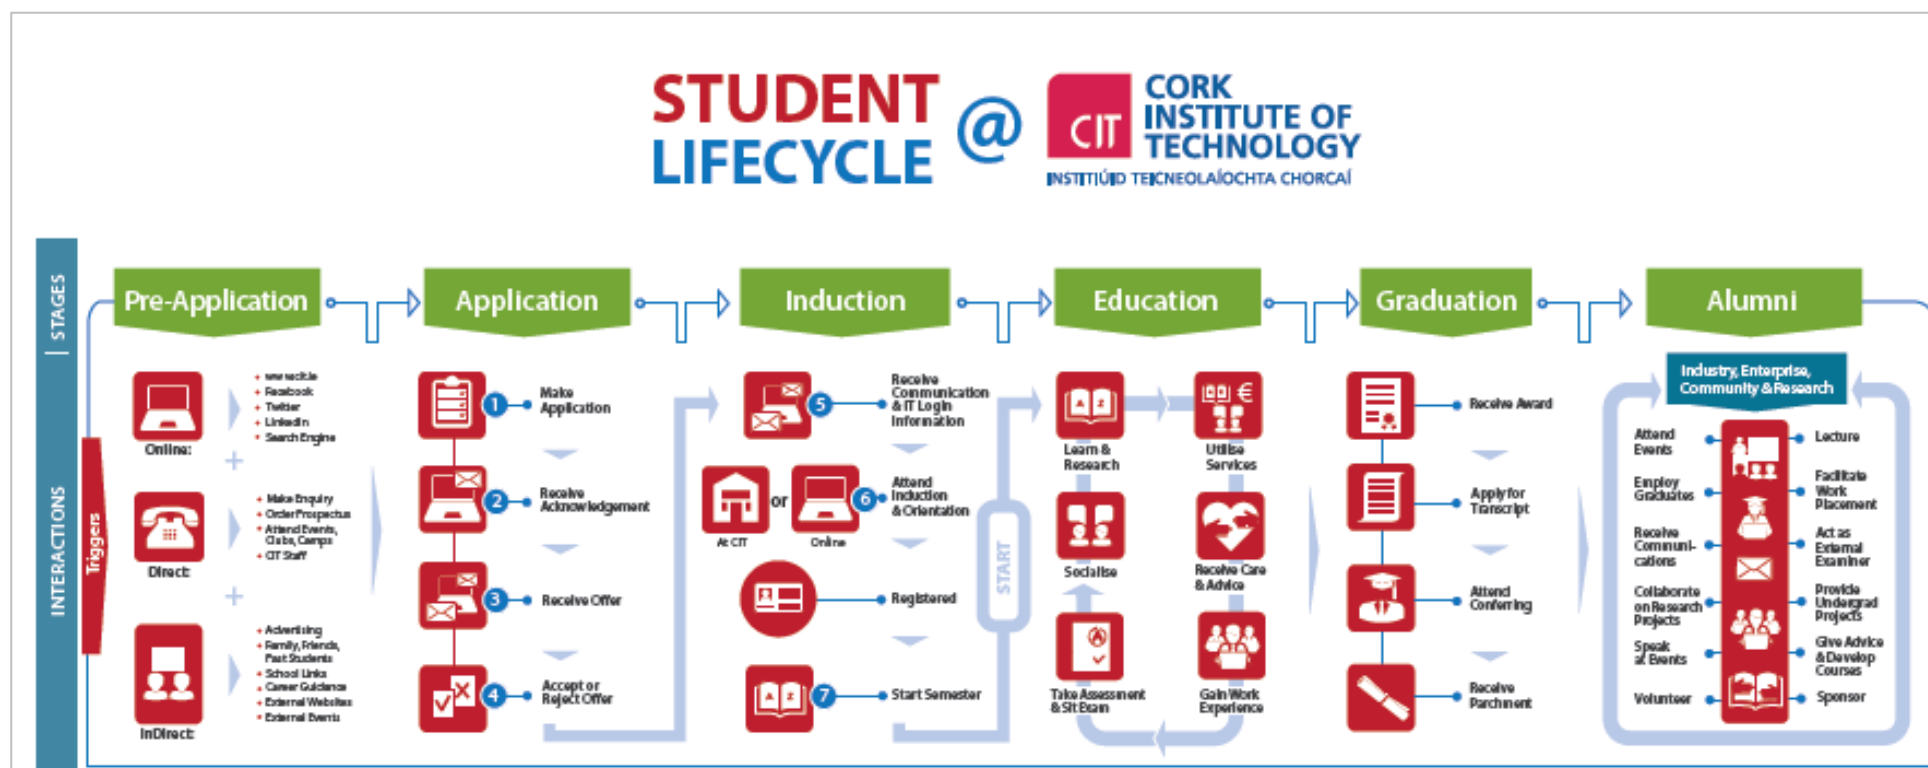 STUDENT
LIFECYCLE
@
CIT
CORK
INSTITUTE OF
TECHNOLOGY
INSTITIÚID TEICNEOLAÍOCHTA CHORCAÍ
STAGES
Pre-Application
Application
Induction
Education
Graduation
Alumni
INTERACTIONS
Triggers
Online:
+ www.cit.ie
+ Facebook
+ Twitter
+ LinkedIn
+ Search Engine
+
Direct:
+ Make Enquiry
+ Order Prospectus
+ Attend Events,
Clubs, Camps
+ CIT Staff
+
InDirect:
+ Advertising
+ Family, Friends,
Past Students
+ School Links
+ Career Guidance
+ External Websites
+ External Events
1
Make
Application
2
Receive
Acknowledgement
3
Receive Offer
4
Accept or
Reject Offer
5
Receive
Communication
& IT Login
Information
At CIT
or
Online
6
Attend
Induction
& Orientation
Registered
A Z
7
Start Semester
START
A Z
Learn &
Research
€
Utilise
Services
Socialise
Receive Care
& Advice
A
Take Assessment
& Sit Exam
Gain Work
Experience
Receive Award
Apply for
Transcript
Attend
Conferring
Receive
Parchment
Industry, Enterprise,
Community & Research
Attend
Events
Employ
Graduates
Receive
Communi-
cations
Collaborate
on Research
Projects
Speak
at Events
Volunteer
Lecture
Facilitate
Work
Placement
Act as
External
Examiner
Provide
Undergrad
Projects
Give Advice
& Develop
Courses
Sponsor